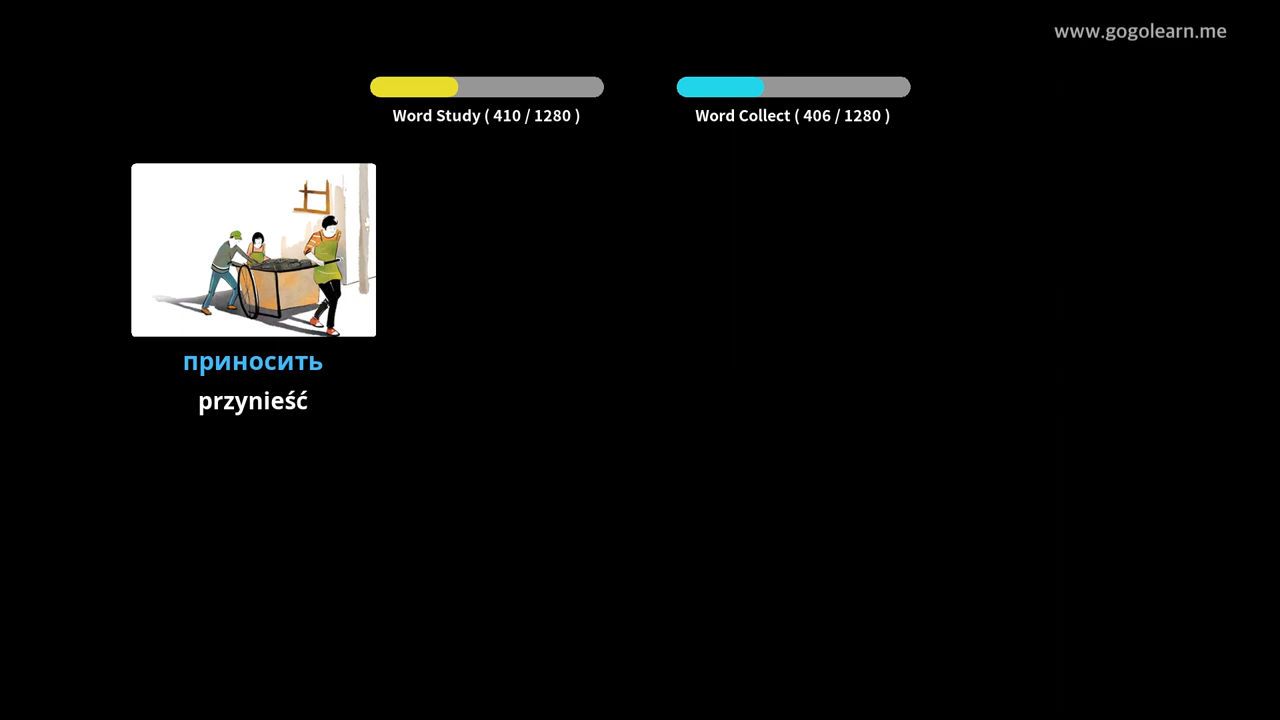 www.gogolearn.me
Word Study ( 410 / 1280 )
Word Collect ( 406 / 1280 )
приносить
przynieść